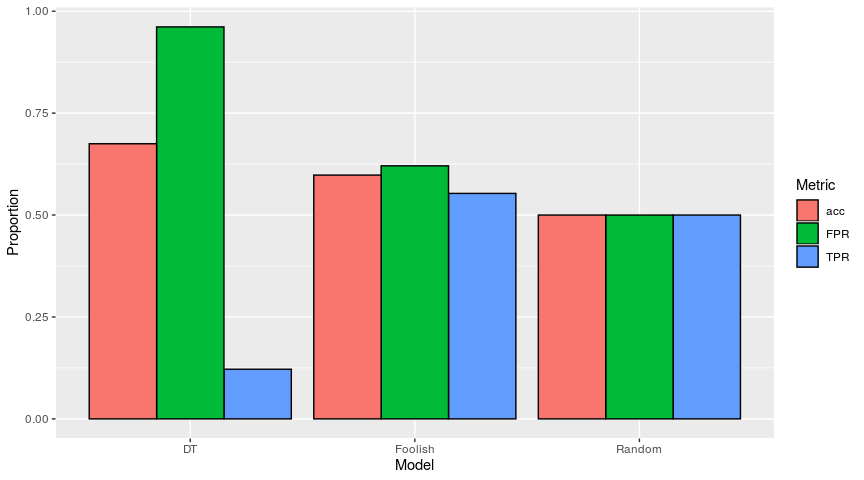 1.00
0.75
0.50
0.25
0.00
Proportion
DT
Foolish
Random
Model
Metric
acc
FPR
TPR